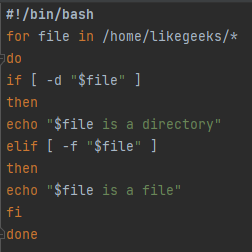 #!/bin/bash
for file in /home/likegeeks/*
do
if [ -d "$file" ]
then
echo "$file is a directory"
elif [ -f "$file" ]
then
echo "$file is a file"
fi
done